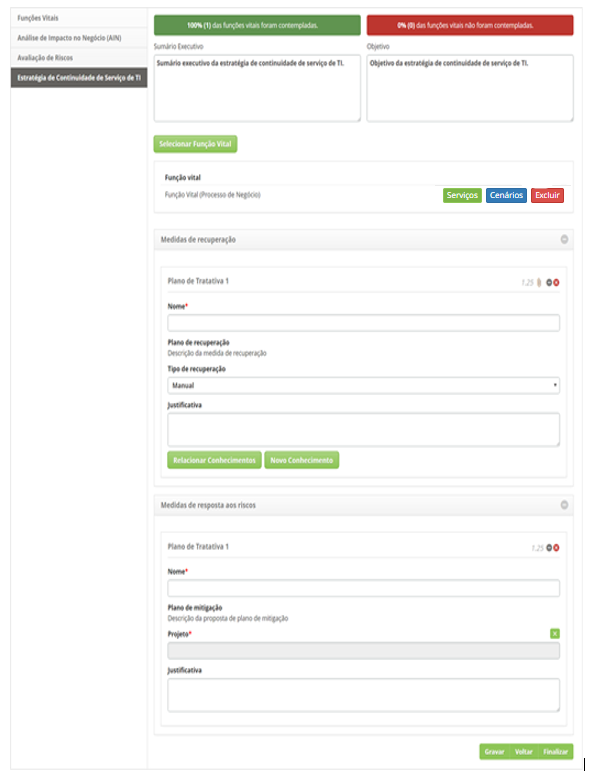 Funções Vitais
Análise de Impacto no Negócio (AIN)
Avaliação de Riscos
Estratégia de Continuidade de Serviço de TI
100% (1) das funções vitais foram contempladas.
0% (0) das funções vitais não foram contempladas.
Sumário Executivo
Objetivo
Sumário executivo da estratégia de continuidade de serviço de TI.
Objetivo da estratégia de continuidade de serviço de TI.
Selecionar Função Vital
Função vital
Função Vital (Processo de Negócio)
Serviços
Cenários
Excluir
Medidas de recuperação
Plano de Tratativa 1
1.25
Nome*
Plano de recuperação
Descrição da medida de recuperação
Tipo de recuperação
Manual
Justificativa
Relacionar Conhecimentos
Novo Conhecimento
Medidas de resposta aos riscos
Plano de Tratativa 1
1.25
Nome*
Plano de mitigação
Descrição da proposta de plano de mitigação
Projeto*
Justificativa
Gravar
Voltar
Finalizar